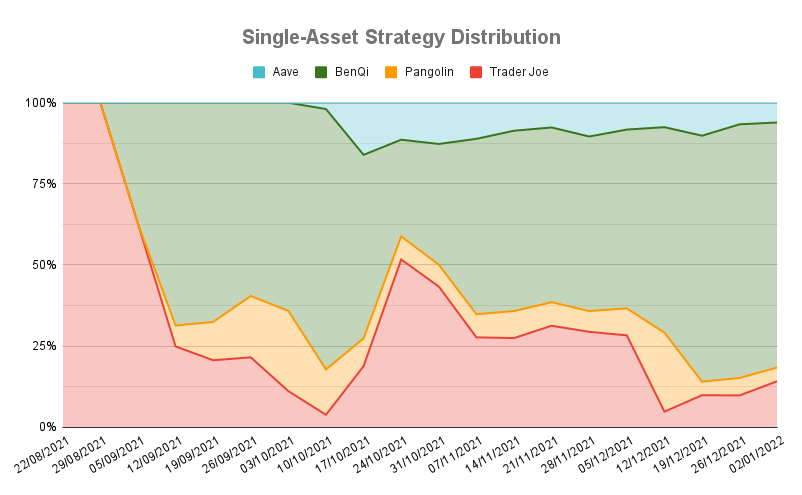 Single-Asset Strategy Distribution
Aave BenQi Pangolin Trader Joe
100%
75%
50%
25%
0%
22/08/2021 29/08/2021 05/09/2021 12/09/2021 19/09/2021 26/09/2021 03/10/2021 10/10/2021 17/10/2021 24/10/2021 31/10/2021 07/11/2021 14/11/2021 21/11/2021 28/11/2021 05/12/2021 12/12/2021 19/12/2021 26/12/2021 02/01/2022